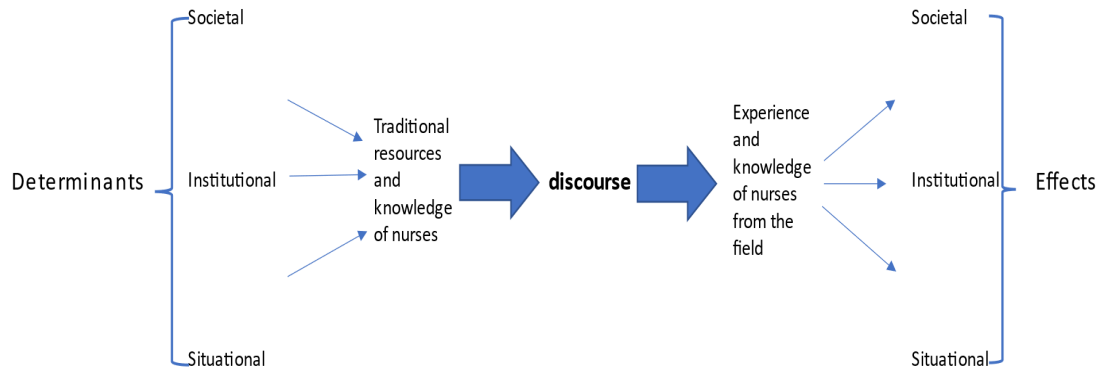 Determinants
Societal
Institutional
Situational
Traditional
resources
and
knowledge
of nurses
discourse
Experience
and
knowledge
of nurses
from the
field
Societal
Institutional
Situational
Effects